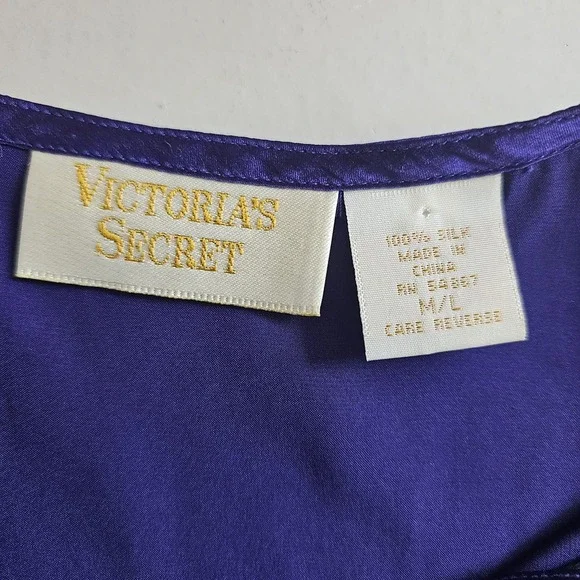 VICTORIA'S
SECRET
100% SILK
MADE IN
CHINA
RN 54867
M/L
CARE REVERSE